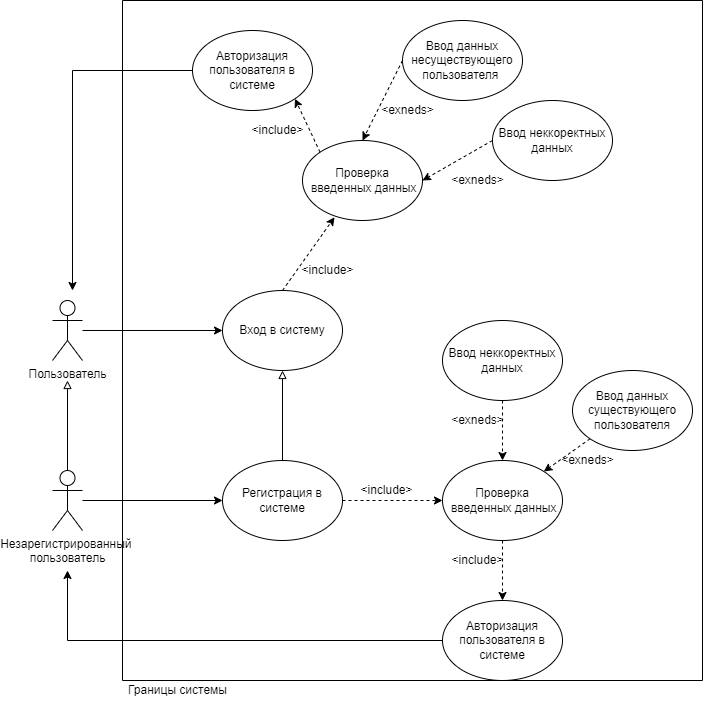 Авторизация
пользователя в
системе
Ввод данных
несуществующего
пользователя
<exneds>
<include>
Ввод неккоректных
данных
Проверка
введенных данных
<exneds>
<include>
Вход в систему
Пользователь
Ввод неккоректных
данных
Ввод данных
существующего
пользователя
<exneds>
<exneds>
Регистрация в
системе
<include>
Проверка
введенных данных
Незарегистрированный
пользователь
<include>
Авторизация
пользователя в
системе
Границы системы